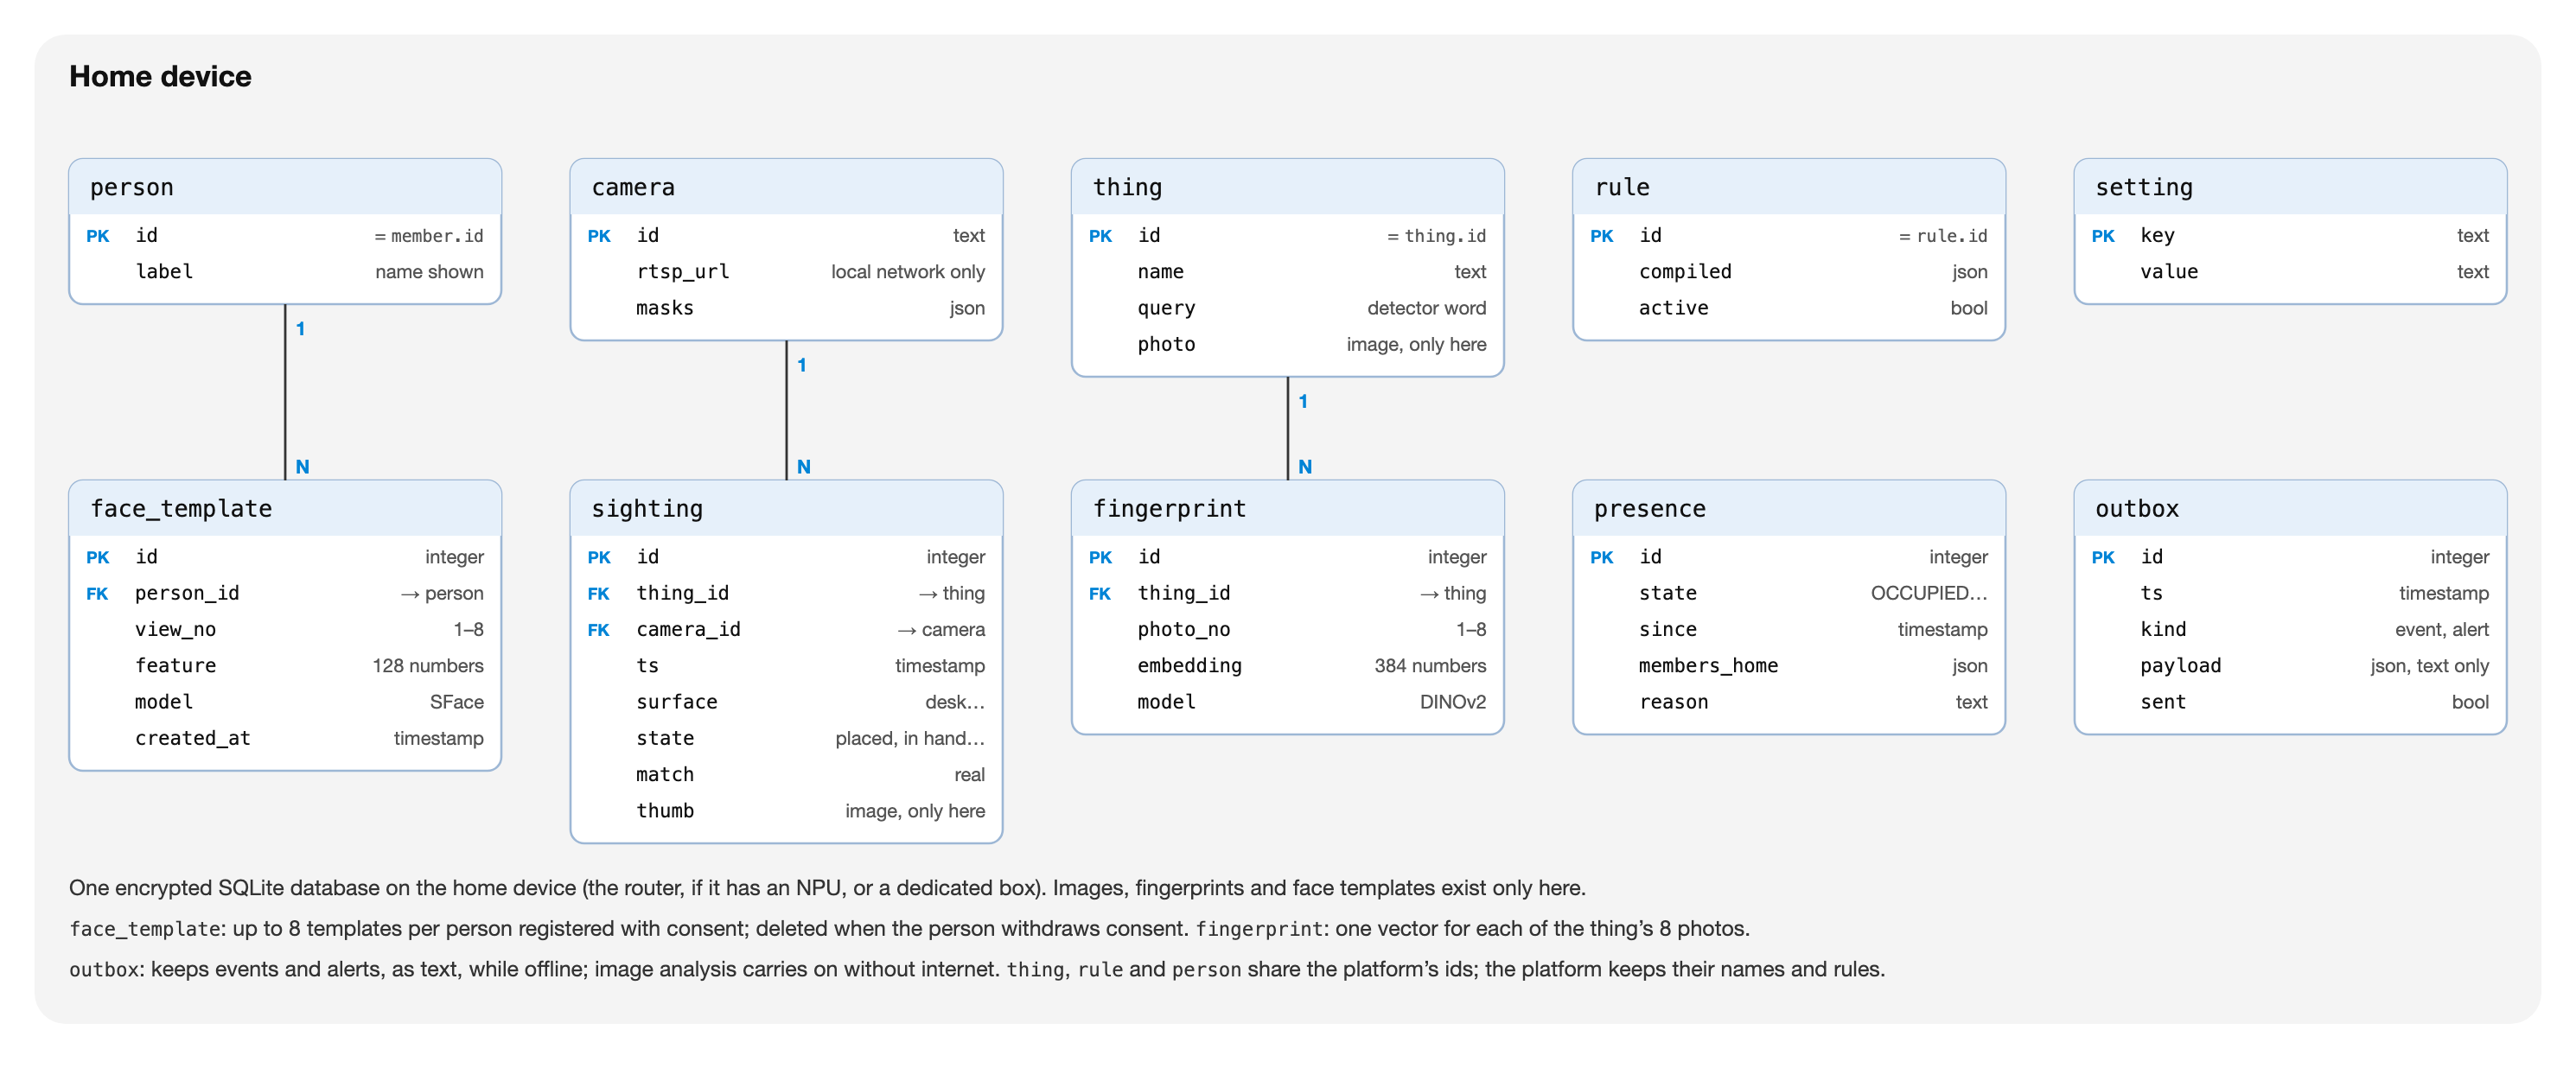 Home device
person
PK id = member.id
label name shown
1
N
camera
PK id text
rtsp_url local network only
masks json
1
N
thing
PK id = thing.id
name text
query detector word
photo image, only here
1
N
rule
PK id = rule.id
compiled json
active bool
setting
PK key text
value text
face_template
PK id integer
FK person_id → person
view_no 1–8
feature 128 numbers
model SFace
created_at timestamp
sighting
PK id integer
FK thing_id → thing
FK camera_id → camera
ts timestamp
surface desk…
state placed, in hand…
match real
thumb image, only here
fingerprint
PK id integer
FK thing_id → thing
photo_no 1–8
embedding 384 numbers
model DINOv2
presence
PK id integer
state OCCUPIED…
since timestamp
members_home json
reason text
outbox
PK id integer
ts timestamp
kind event, alert
payload json, text only
sent bool
One encrypted SQLite database on the home device (the router, if it has an NPU, or a dedicated box). Images, fingerprints and face templates exist only here.
face_template: up to 8 templates per person registered with consent; deleted when the person withdraws consent. fingerprint: one vector for each of the thing’s 8 photos.
outbox: keeps events and alerts, as text, while offline; image analysis carries on without internet. thing, rule and person share the platform’s ids; the platform keeps their names and rules.